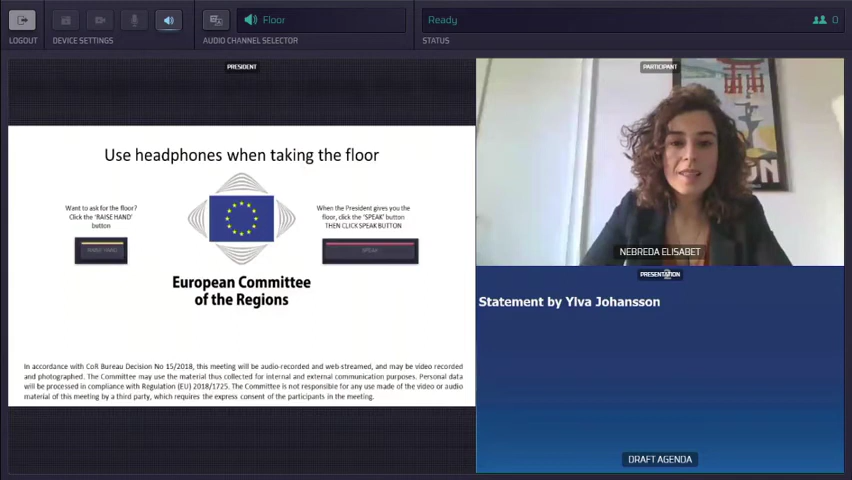 LOGOUT
DEVICE SETTINGS
Floor
AUDIO CHANNEL SELECTOR
Ready
0
STATUS
PRESIDENT
Use headphones when taking the floor
Want to ask for the floor?
Click the 'RAISE HAND'
button
RAISE HAND
When the President gives you the
floor, click the 'SPEAK' button
THEN CLICK SPEAK BUTTON
SPEAK
European Committee
of the Regions
In accordance with CoR Bureau Decision No 15/2018, this meeting will be audio-recorded and web-streamed, and may be video recorded
and photographed. The Committee may use the material thus collected for internal and external communication purposes. Personal data
will be processed in compliance with Regulation (EU) 2018/1725. The Committee is not responsible for any use made of the video or audio
material of this meeting by a third party, which requires the express consent of the participants in the meeting.
PARTICIPANT
NEBREDA ELISABET
PRESENTATION
Statement by Ylva Johansson
DRAFT AGENDA